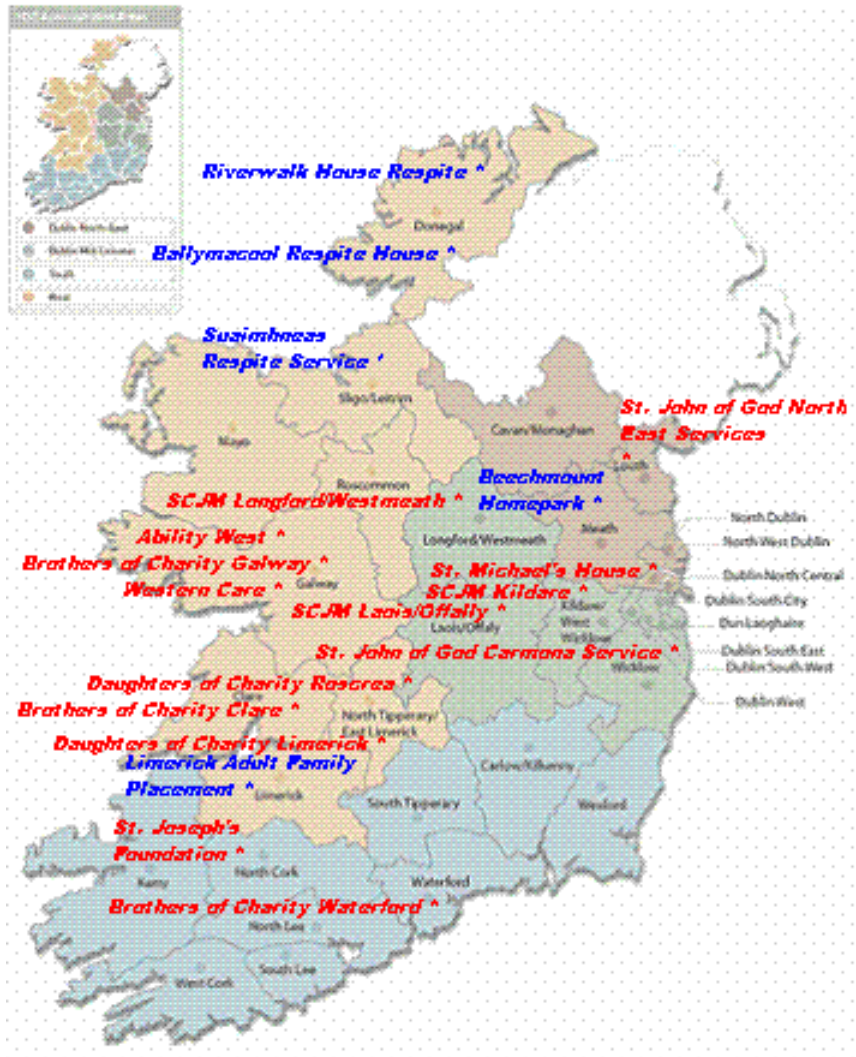 Dublin North-East
Dublin Mid-Leinster
South
West
Riverwalk House Respite ^
Donegal
Ballymacool Respite House ^
Suaimhneas
Respite Service '
Sligo/Leitrim
Cavan/Monaghan
St. John of God North
East Services
^
Mayo
Louth
Roscommon
Beechmount
Homepark ^
SCJM Longford/Westmeath ^
North Dublin
Meath
Ability West ^
Longford/Westmeath
North West Dublin
Brothers of Charity Galway ^
Galway
St. Michael's House ^
Dublin North Central
Western Care ^
SCJM Kildare ^
Dublin South City
SCJM Laois/Offally ^
Kildare/
West
Wicklow
Laois/Offaly
Dun Laoghaire
St. John of God Carmona Service ^
Dublin South East
Wicklow
Dublin South West
Daughters of Charity Roscrea ^
Clare
Dublin West
Brothers of Charity Clare ^
North Tipperary/
East Limerick
Daughters of Charity Limerick ^
Limerick Adult Family
Placement ^
Carlow/Kilkenny
Limerick
South Tipperary
Wexford
St. Joseph's
Foundation ^
North Cork
Kerry
Waterford
Brothers of Charity Waterford ^
North Lee
South Lee
West Cork